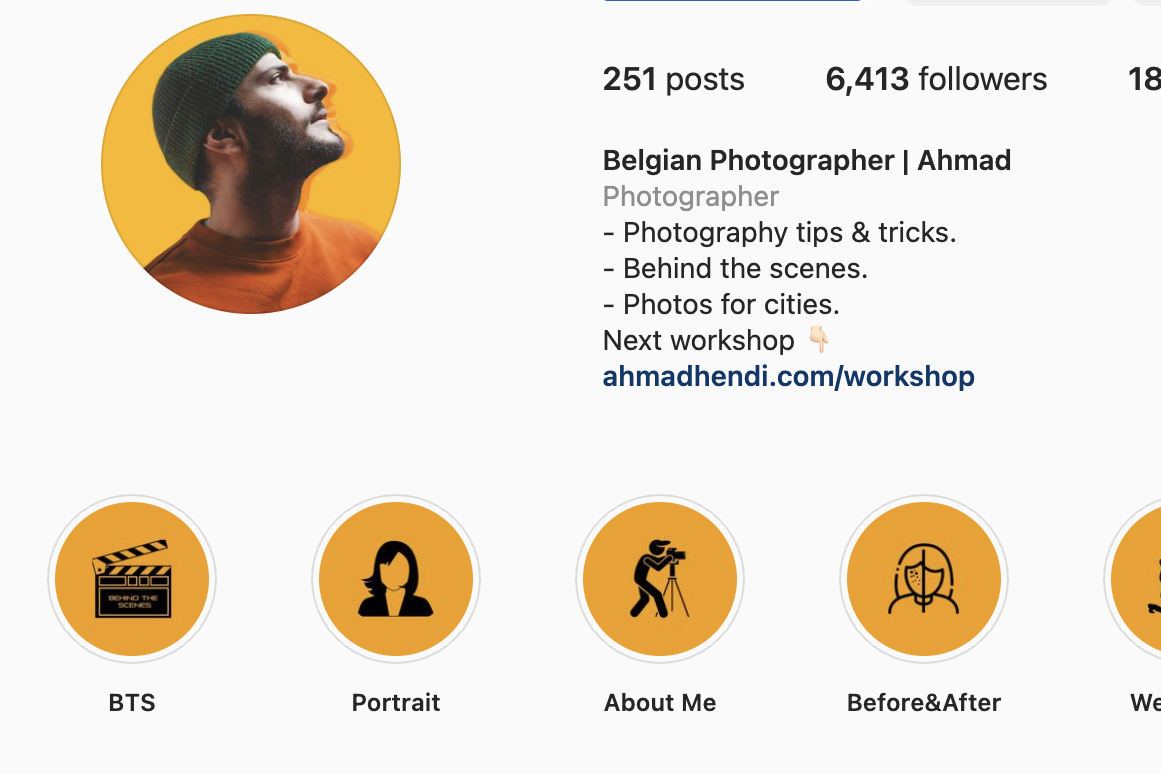 251 posts 6,413 followers 18
Belgian Photographer | Ahmad
Photographer
- Photography tips & tricks.
- Behind the scenes.
- Photos for cities.
Next workshop 👇🏻
ahmadhendi.com/workshop
BEHIND THE
SCENES
BTS Portrait About Me Before&After We